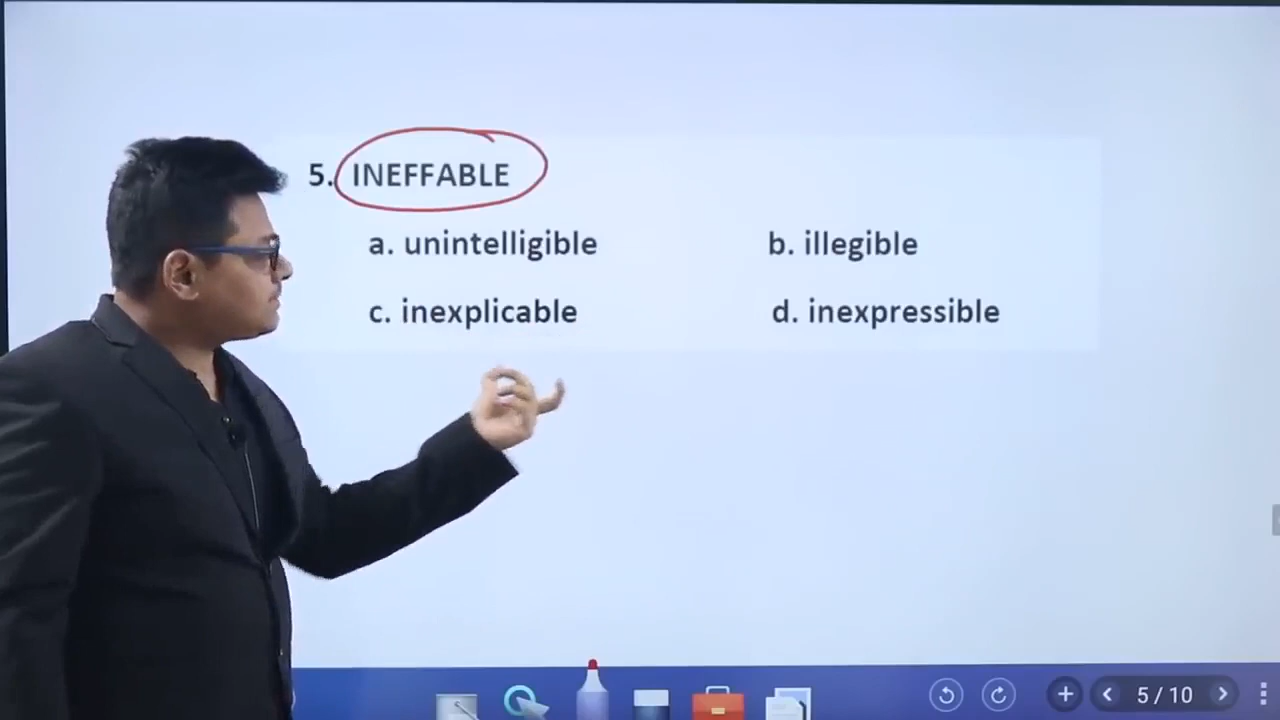 5. INEFFABLE
a. unintelligible b. illegible
c. inexplicable d. inexpressible
5 / 10